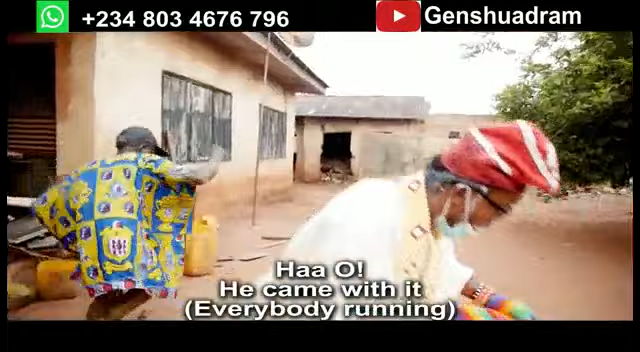 +234 803 4676 796
Genshuadram
Haa O!
He came with it
(Everybody running)